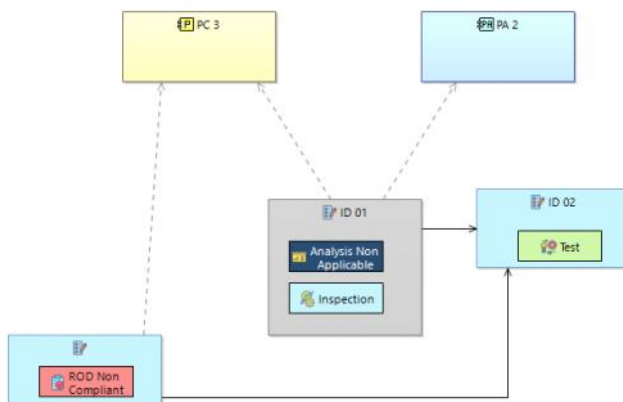 PC 3
PA 2
ID 01
Analysis Non
Applicable
Inspection
ID 02
Test
ROD Non
Compliant